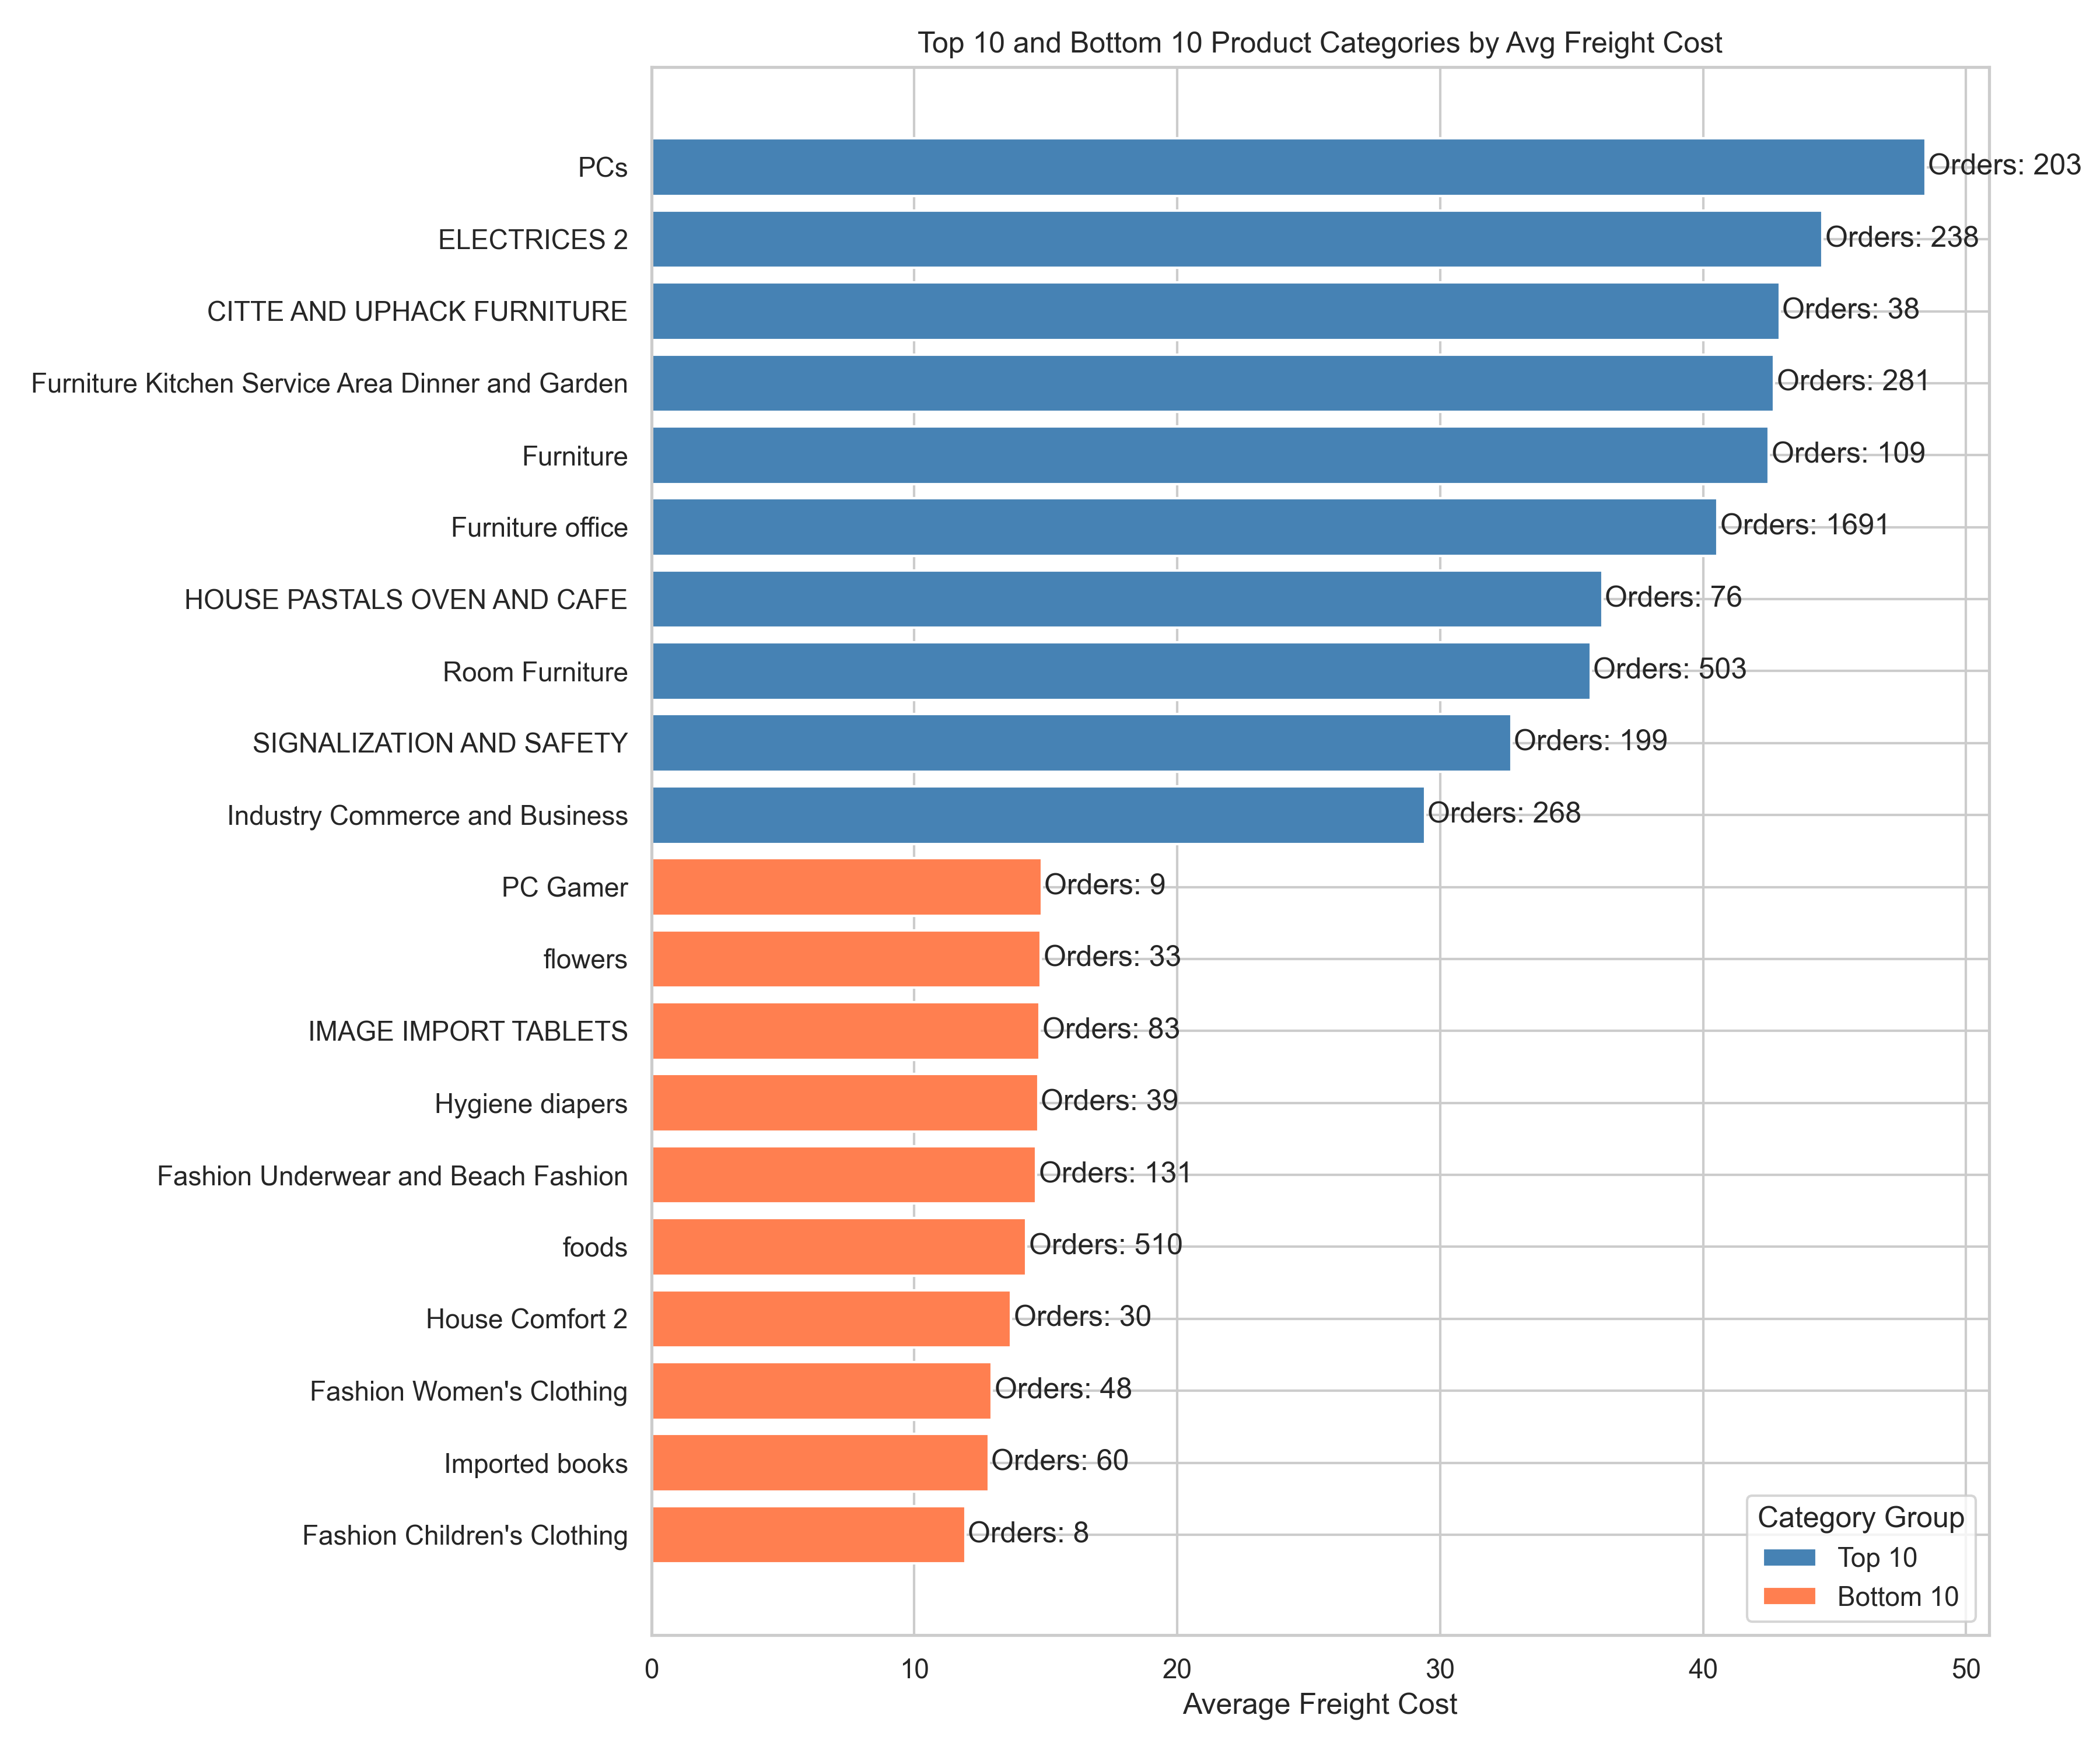 Top 10 and Bottom 10 Product Categories by Avg Freight Cost
PCs Orders: 203
ELECTRICES 2 Orders: 238
CITTE AND UPHACK FURNITURE Orders: 38
Furniture Kitchen Service Area Dinner and Garden Orders: 281
Furniture Orders: 109
Furniture office Orders: 1691
HOUSE PASTALS OVEN AND CAFE Orders: 76
Room Furniture Orders: 503
SIGNALIZATION AND SAFETY Orders: 199
Industry Commerce and Business Orders: 268
PC Gamer Orders: 9
flowers Orders: 33
IMAGE IMPORT TABLETS Orders: 83
Hygiene diapers Orders: 39
Fashion Underwear and Beach Fashion Orders: 131
foods Orders: 510
House Comfort 2 Orders: 30
Fashion Women's Clothing Orders: 48
Imported books Orders: 60
Fashion Children's Clothing Orders: 8
Category Group
Top 10
Bottom 10
0 10 20 30 40 50
Average Freight Cost